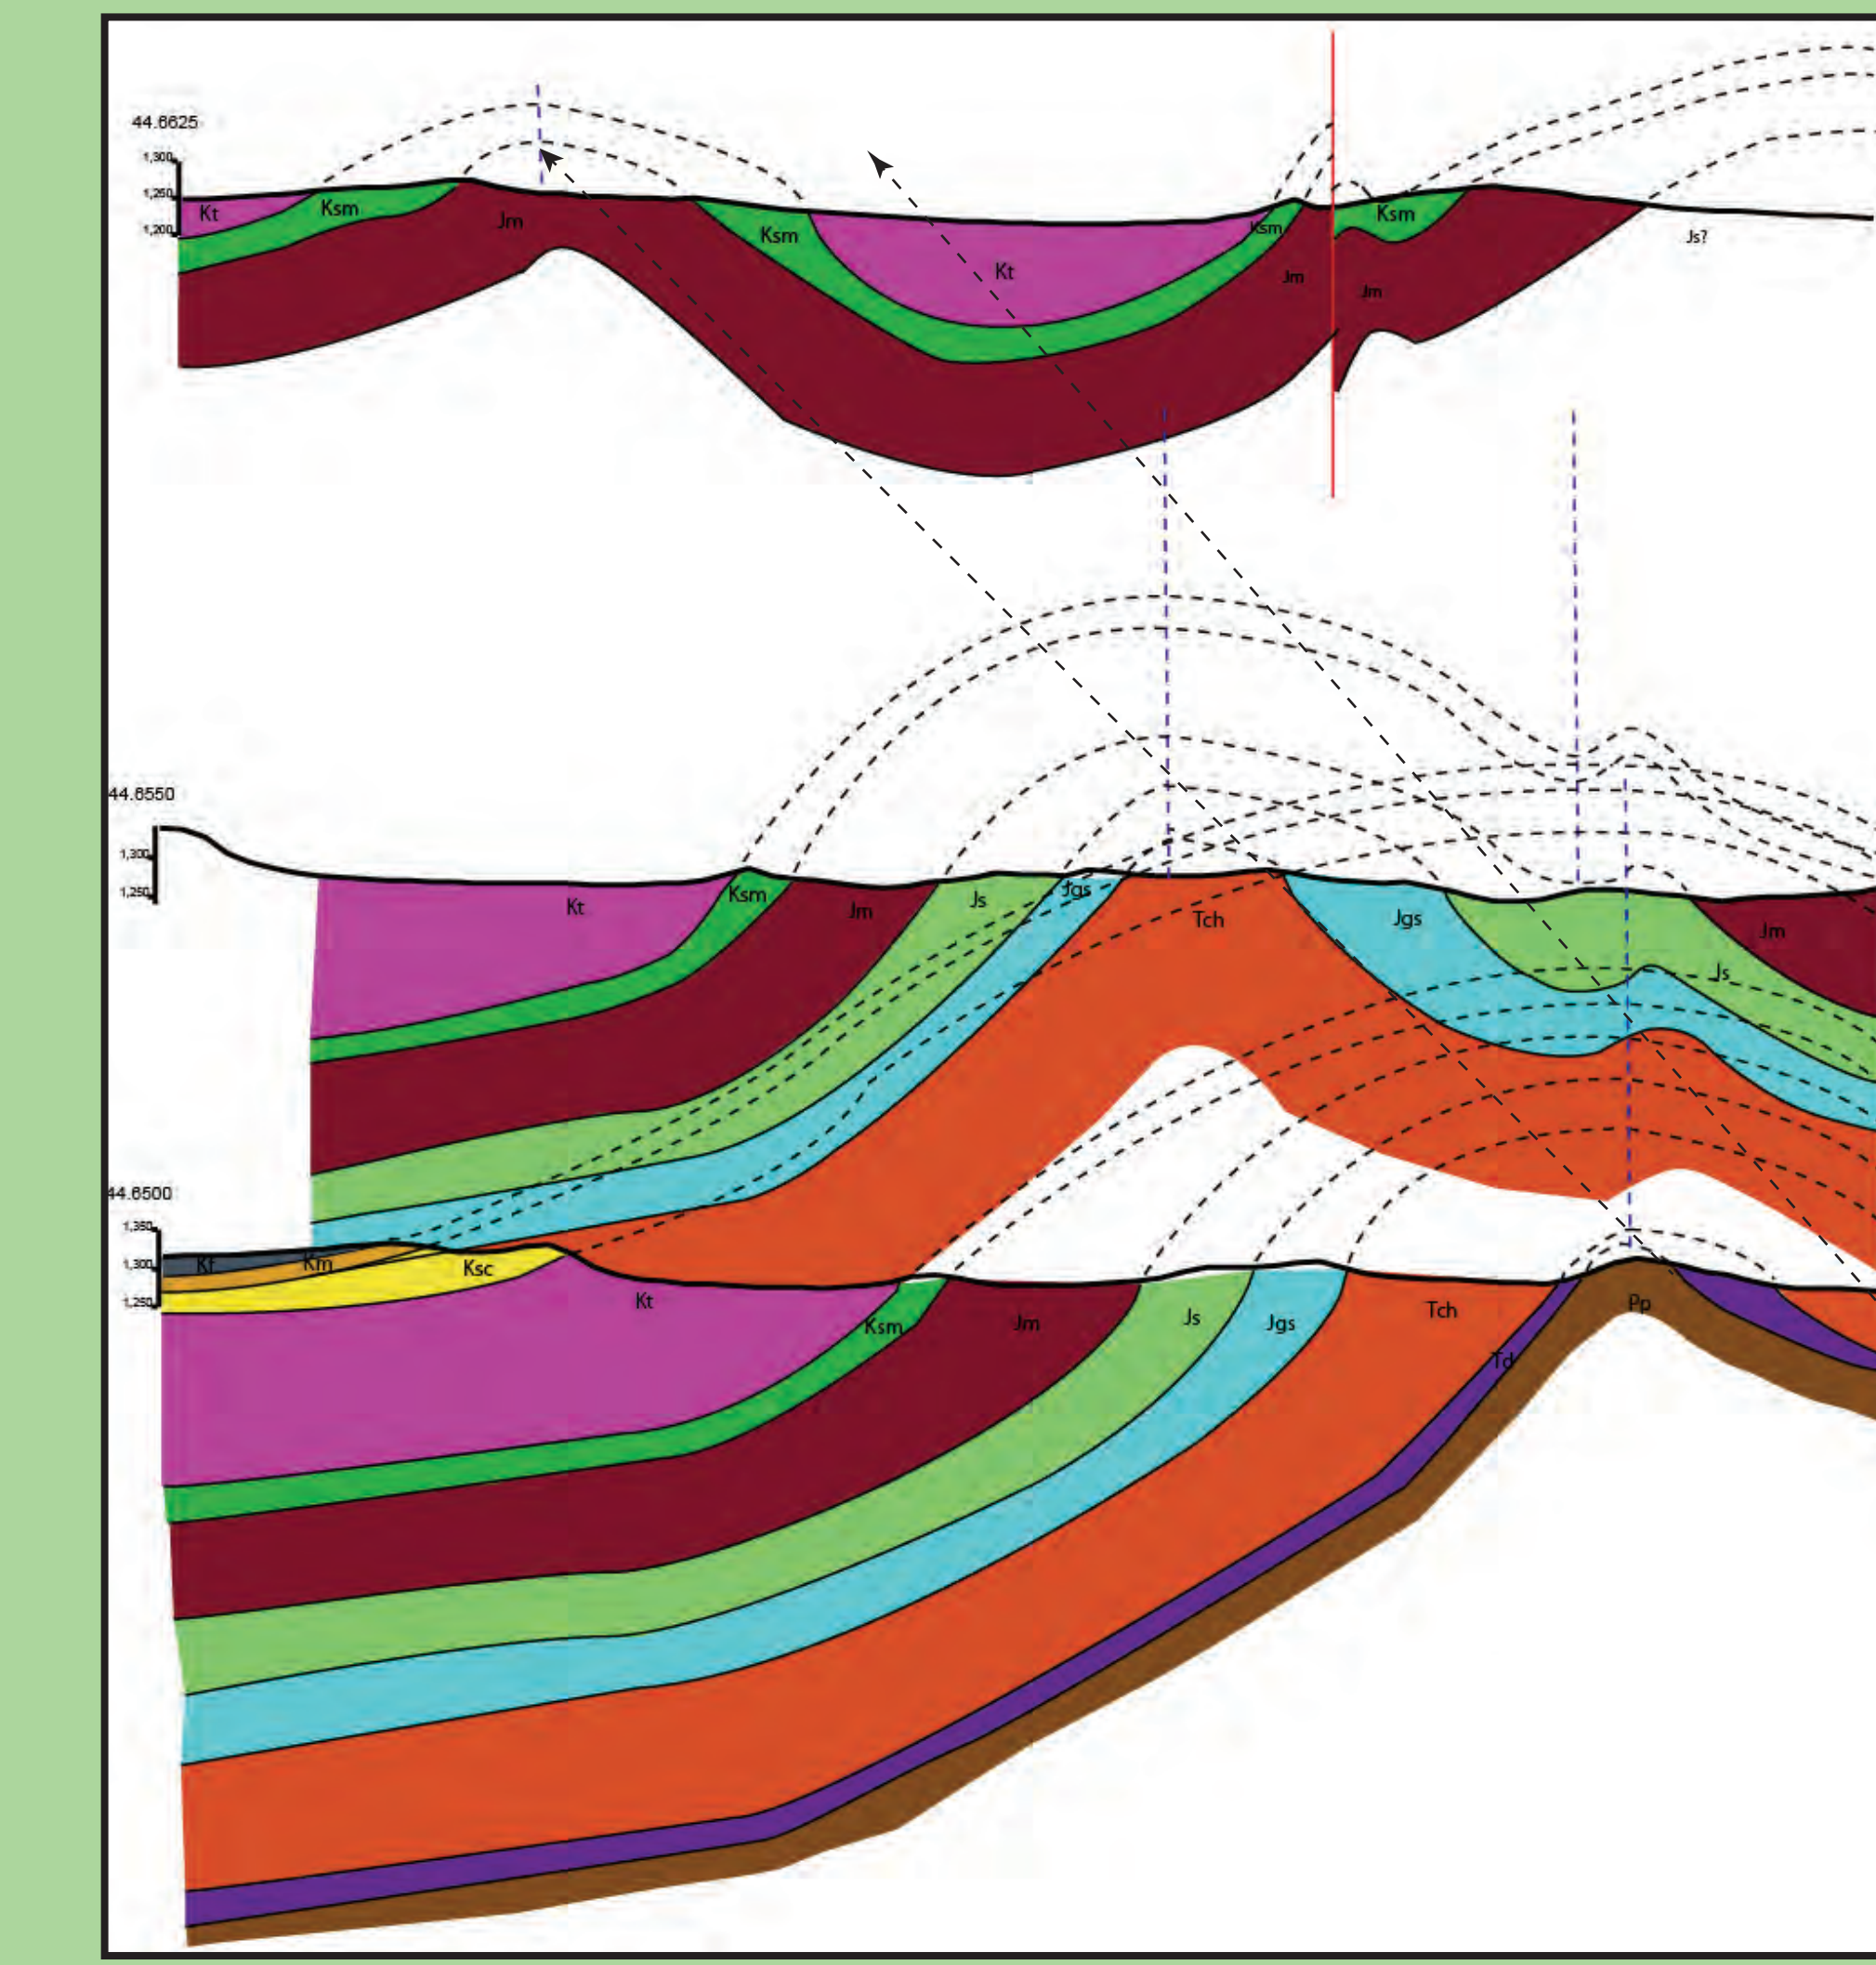 44.6625
1,300
1,250
1,200
Kt
Ksm
Jm
Ksm
Kt
Ksm
Jm
Jm
Ksm
Js?
44.6550
1,300
1,250
Kt
Ksm
Jm
Js
Jgs
Tch
Jgs
Js
Jm
44.6500
1,350
1,300
1,250
Kf
Km
Ksc
Kt
Ksm
Jm
Js
Jgs
Tch
Td
Pp